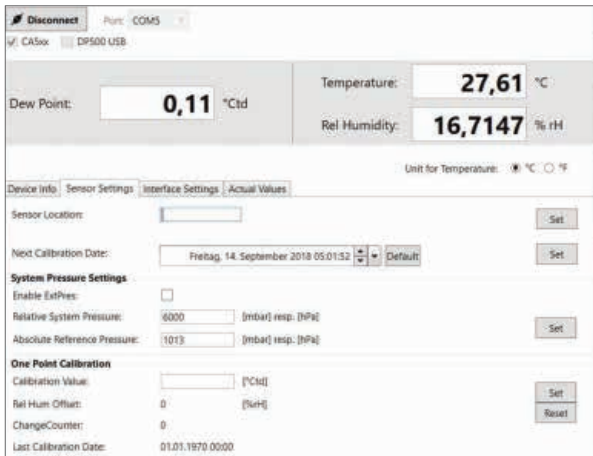 Disconnect Port: COM5
CA5xx DP500 USB
Dew Point: 0,11 °Ctd
Temperature: 27,61 °C
Rel Humidity: 16,7147 % rH
Unit for Temperature: °C °F
Device Info Sensor Settings Interface Settings Actual Values
Sensor Location: Set
Next Calibration Date: Freitag, 14. September 2018 05:01:52 Default Set
System Pressure Settings
Enable ExtPres:
Relative System Pressure: 6000 [mbar] resp. [hPa]
Set
Absolute Reference Pressure: 1013 [mbar] resp. [hPa]
One Point Calibration
Calibration Value: [°Ctd] Set
Rel Hum Offset: 0 [%rH] Reset
ChangeCounter: 0
Last Calibration Date: 01.01.1970 00:00